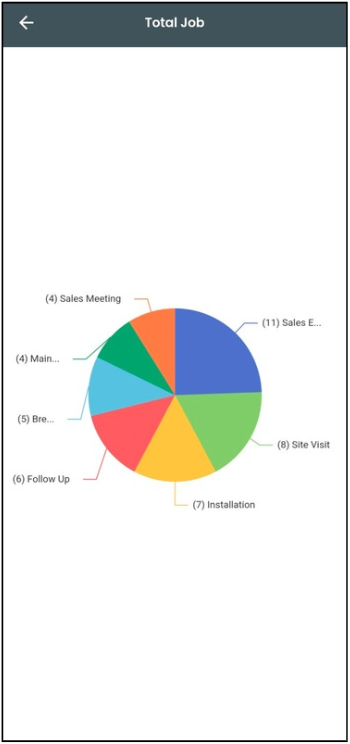 Total Job
(4) Sales Meeting
(11) Sales E...
(4) Main...
(5) Bre...
(8) Site Visit
(6) Follow Up
(7) Installation